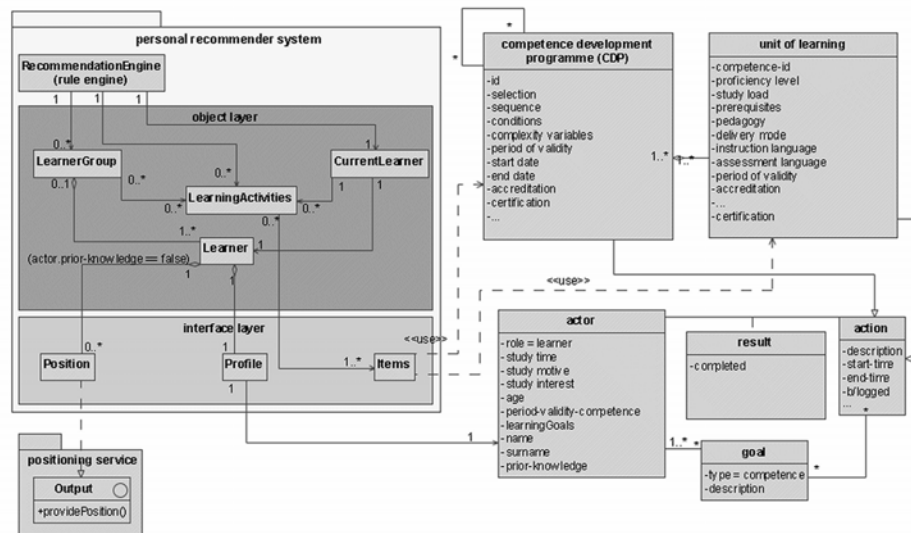 personal recommender system
RecommendationEngine
(rule engine)
1
1
1
object layer
0..*
0..*
1
LearnerGroup
CurrentLearner
0..1
0..*
1
1
LearningActivities
0..*
0..*
0..*
1..*
Learner
1
(actor.prior-knowledge == false)
1
1
interface layer
<<use>>
0..*
1
1..*
Position
Profile
Items
1
1
positioning service
Output
+providePosition()
*
*
competence development
programme (CDP)
-id
-selection
-sequence
-conditions
-complexity variables
-period of validity
-start date
-end date
-accreditation
-certification
-...
1..*
1..*
unit of learning
-competence-id
-proficiency level
-study load
-prerequisites
-pedagogy
-delivery mode
-instruction language
-assessment language
-period of validity
-accreditation
-...
-certification
<<use>>
actor
-role = learner
-study time
-study motive
-study interest
-age
-period-validity-competence
-learningGoals
-name
-surname
-prior-knowledge
result
-completed
action
-description
-start-time
-end-time
-b/logged
...
*
1..*
*
goal
-type = competence
-description
*